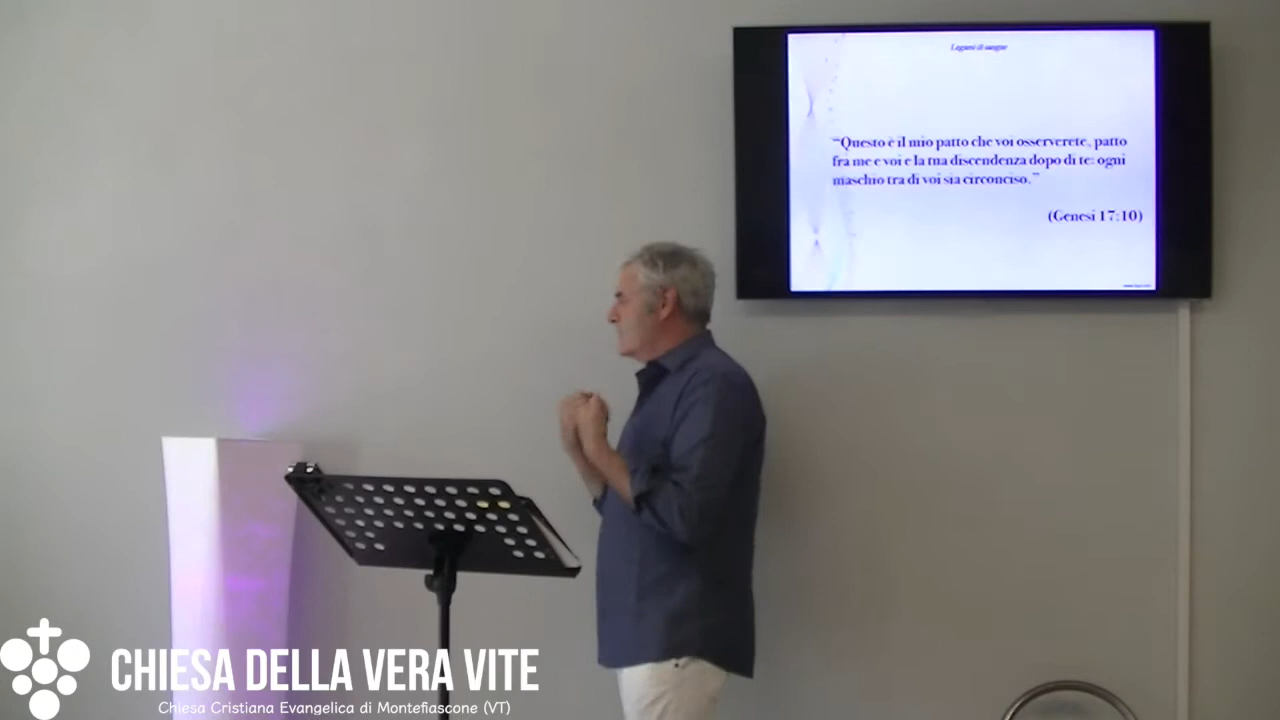 Legami di sangue
“Questo è il mio patto che voi osserverete, patto
fra me e voi e la tua discendenza dopo di te: ogni
maschio tra di voi sia circonciso.”
(Genesi 17:10)
CHIESA DELLA VERA VITE
Chiesa Cristiana Evangelica di Montefiascone (VT)